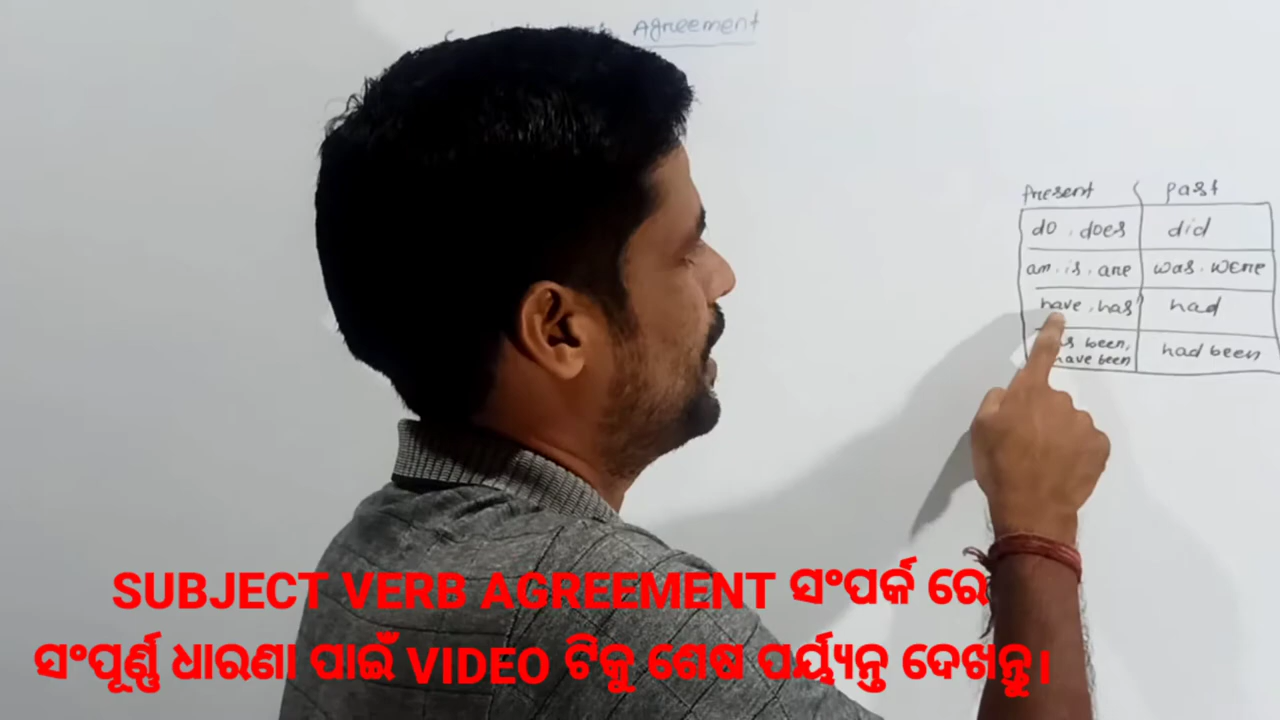 Agreement
Present Past
do, does did
am. is. are was. were
have, has had
been, had been
have been
SUBJECT VERB AGREEMENT ସଂପର୍କ ରେ
ସଂପୂର୍ଣ୍ଣ ଧାରଣା ପାଇଁ VIDEO ଟିକୁ ଶେଷ ପର୍ଯ୍ୟନ୍ତ ଦେଖନ୍ତୁ।